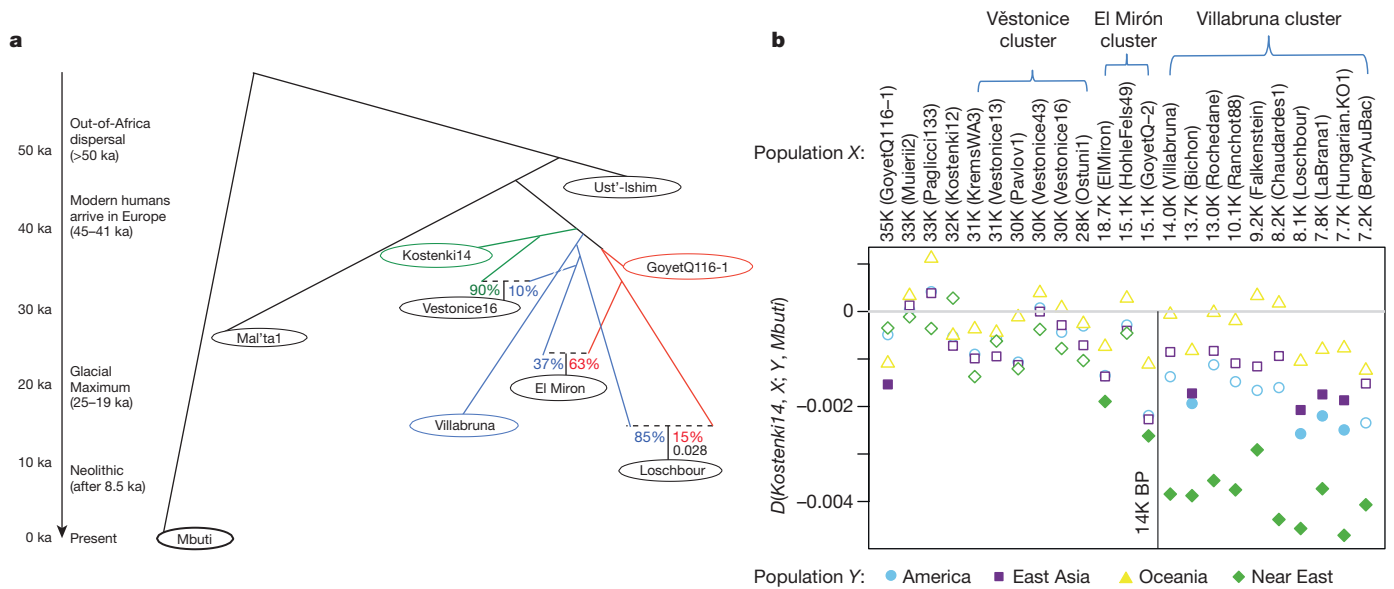 a
50 ka
40 ka
30 ka
20 ka
10 ka
0 ka
Out-of-Africa
dispersal
(>50 ka)
Modern humans
arrive in Europe
(45–41 ka)
Glacial
Maximum
(25–19 ka)
Neolithic
(after 8.5 ka)
Present
Ust'-Ishim
Kostenki14
GoyetQ116-1
90%
10%
Vestonice16
Mal'ta1
37%
63%
El Miron
Villabruna
85%
15%
0.028
Loschbour
Mbuti
b
Věstonice
cluster
El Mirón
cluster
Villabruna cluster
Population X:
35K (GoyetQ116–1)
33K (Muierii2)
33K (Paglicci133)
32K (Kostenki12)
31K (KremsWA3)
31K (Vestonice13)
30K (Pavlov1)
30K (Vestonice43)
30K (Vestonice16)
28K (Ostuni1)
18.7K (ElMiron)
15.1K (HohleFels49)
15.1K (GoyetQ–2)
14.0K (Villabruna)
13.7K (Bichon)
13.0K (Rochedane)
10.1K (Ranchot88)
9.2K (Falkenstein)
8.2K (Chaudardes1)
8.1K (Loschbour)
7.8K (LaBrana1)
7.7K (Hungarian.KO1)
7.2K (BerryAuBac)
D(Kostenki14, X; Y, Mbuti)
0
−0.002
−0.004
14K BP
Population Y:
America
East Asia
Oceania
Near East